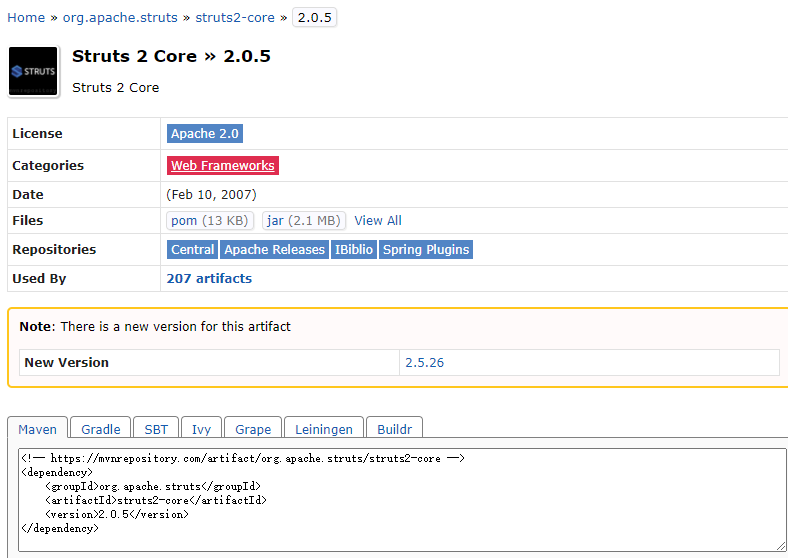 Home » org.apache.struts » struts2-core » 2.0.5
STRUTS
Struts 2 Core » 2.0.5
Struts 2 Core
License Apache 2.0
Categories Web Frameworks
Date (Feb 10, 2007)
Files pom (13 KB) jar (2.1 MB) View All
Repositories Central Apache Releases IBiblio Spring Plugins
Used By 207 artifacts
Note: There is a new version for this artifact
New Version 2.5.26
Maven Gradle SBT Ivy Grape Leiningen Buildr
<!-- https://mvnrepository.com/artifact/org.apache.struts/struts2-core -->
<dependency>
    <groupId>org.apache.struts</groupId>
    <artifactId>struts2-core</artifactId>
    <version>2.0.5</version>
</dependency>